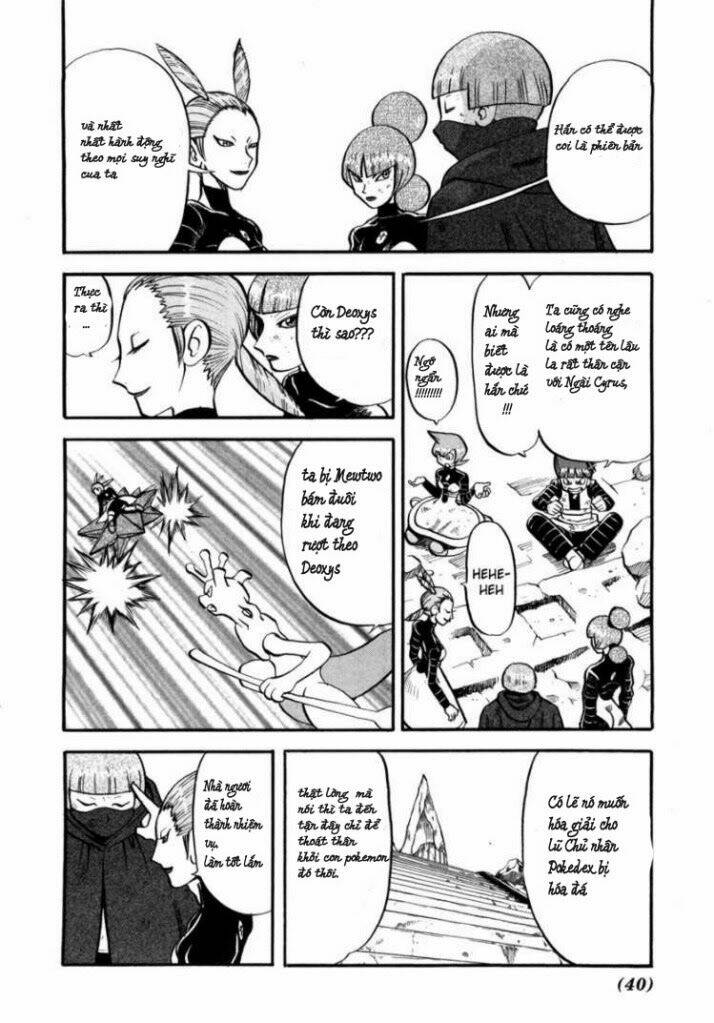 Hắn có thể được
coi là phiên bản
và nhất
nhất hành động
theo mọi suy nghĩ
cua ta
Ta cũng có nghe
loáng thoáng
là có một tên lâu
la rất thân cận
với Ngài Cyrus,
Nhưng
ai mà
biết
được là
hắn chứ
!!!
Ngớ
ngẩn
!!!!!!!!!
HEHE-
HEH
Còn Deoxys
thì sao???
Thực
ra thì
...
ta bị Mewtwo
bám đuôi
khi đang
rượt theo
Deoxys
Có lẽ nó muốn
hóa giải cho
lũ Chủ nhân
Pokedex bị
hóa đá
thật lòng mà
nói thì ta đến
tận đây chỉ để
thoát thân
khỏi con pokemon
đó thôi.
Nhà ngươi
đã hoàn
thành nhiệm
vụ,
làm tốt lắm
(40)